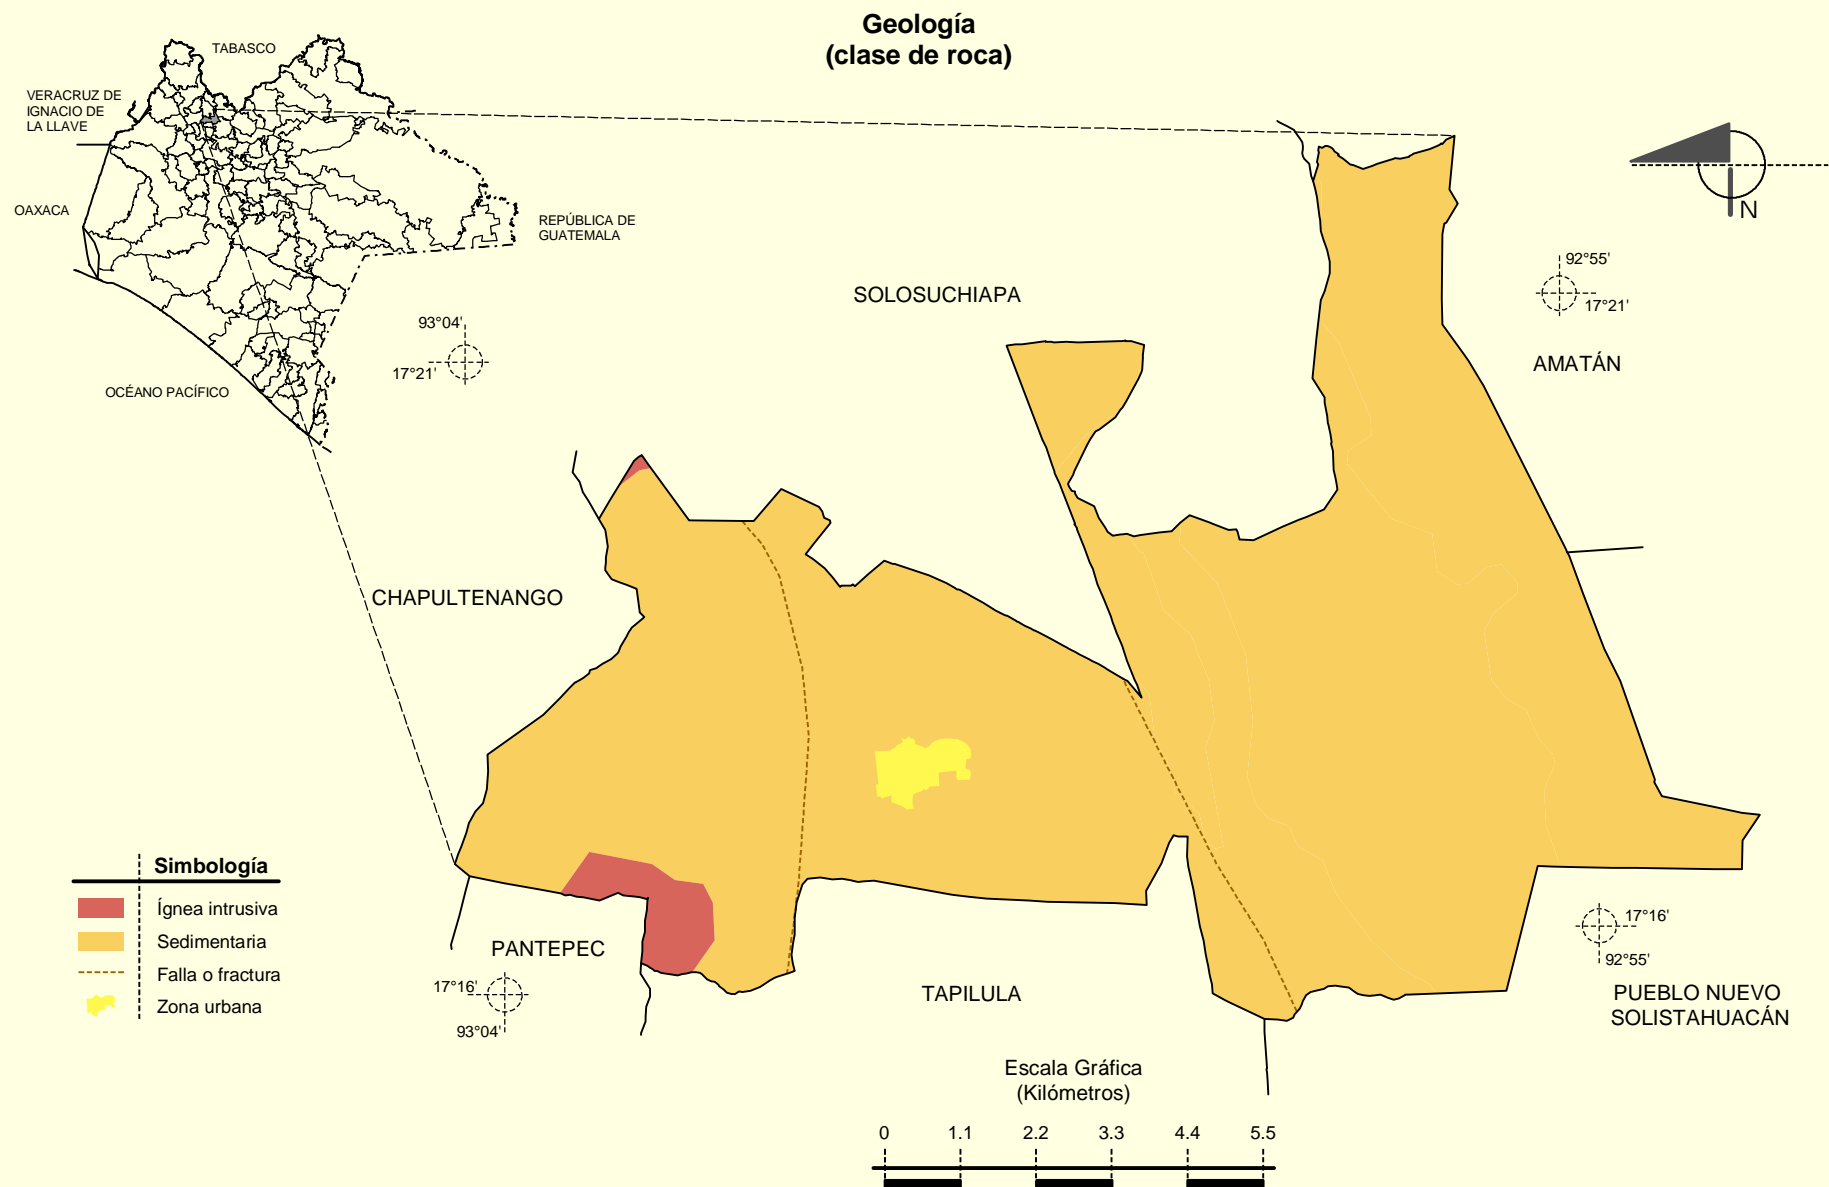 Geología
(clase de roca)
TABASCO
VERACRUZ DE
IGNACIO DE
LA LLAVE
OAXACA
REPÚBLICA DE
GUATEMALA
OCÉANO PACÍFICO
N
93°04'
17°21'
92°55'
17°21'
SOLOSUCHIAPA
AMATÁN
CHAPULTENANGO
Simbología
Ígnea intrusiva
Sedimentaria
Falla o fractura
Zona urbana
PANTEPEC
17°16'
93°04'
TAPILULA
17°16'
92°55'
PUEBLO NUEVO
SOLISTAHUACÁN
Escala Gráfica
(Kilómetros)
0 1.1 2.2 3.3 4.4 5.5